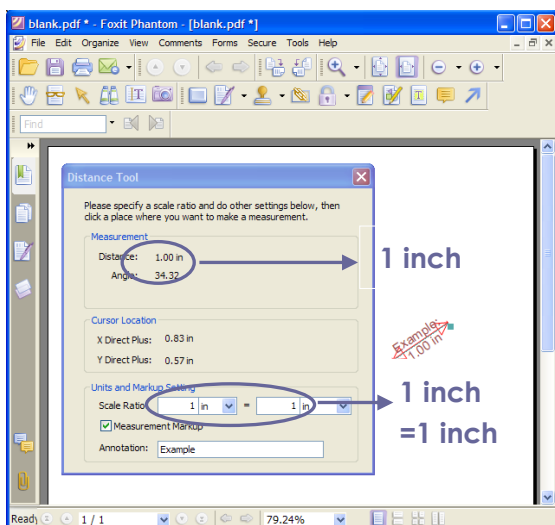 blank.pdf * - Foxit Phantom - [blank.pdf *]
File Edit Organize View Comments Forms Secure Tools Help
Find
Distance Tool
Please specify a scale ratio and do other settings below, then
click a place where you want to make a measurement.
Measurement
Distance: 1.00 in
Angle: 34.32
1 inch
Cursor Location
X Direct Plus: 0.83 in
Y Direct Plus: 0.57 in
Example:
1.00 in
Units and Markup Setting
Scale Ratio: 1 in = 1 in
1 inch
=1 inch
Measurement Markup
Annotation: Example
Ready 1 / 1 79.24%